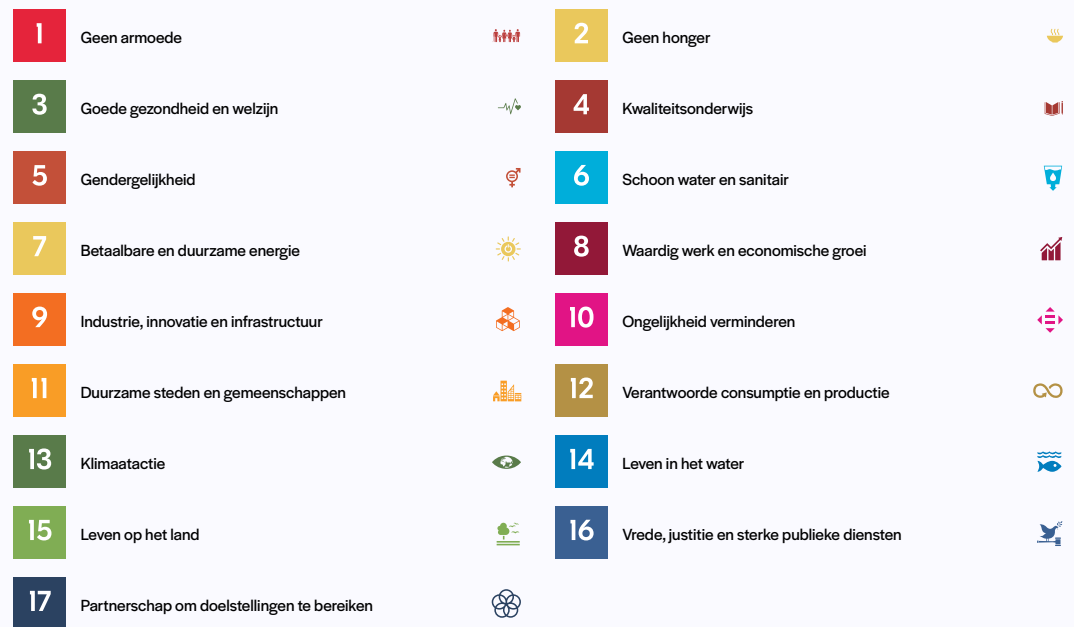 1 Geen armoede
2 Geen honger
3 Goede gezondheid en welzijn
4 Kwaliteitsonderwijs
5 Gendergelijkheid
6 Schoon water en sanitair
7 Betaalbare en duurzame energie
8 Waardig werk en economische groei
9 Industrie, innovatie en infrastructuur
10 Ongelijkheid verminderen
11 Duurzame steden en gemeenschappen
12 Verantwoorde consumptie en productie
13 Klimaatactie
14 Leven in het water
15 Leven op het land
16 Vrede, justitie en sterke publieke diensten
17 Partnerschap om doelstellingen te bereiken